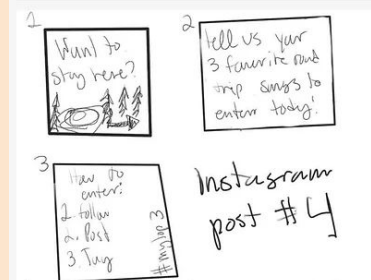 1
Want to
stay here?
2
tell us your
3 favorite road
trip songs to
enter today!
3
How to
enter:
1. follow
2. Post
3. Tag
Instagram
post #4